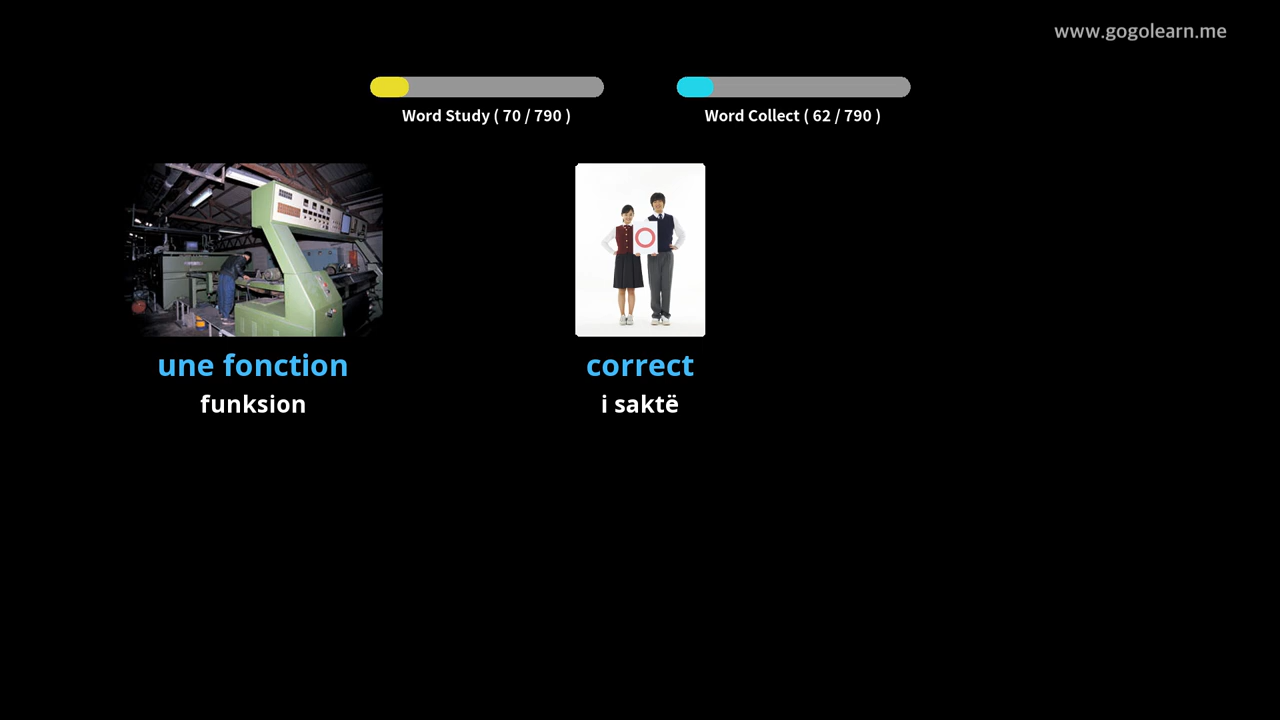 www.gogolearn.me
Word Study ( 70 / 790 )
Word Collect ( 62 / 790 )
une fonction
funksion
correct
i saktë